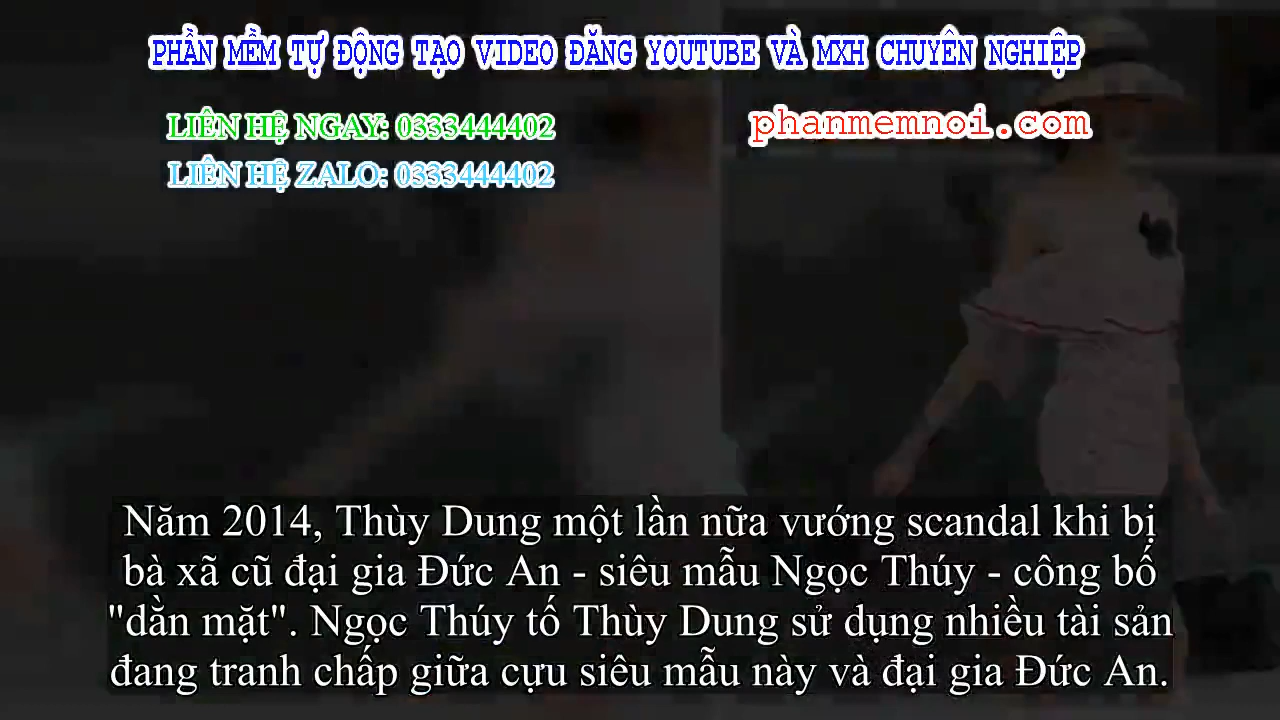 PHẦN MỀM TỰ ĐỘNG TẠO VIDEO ĐĂNG YOUTUBE VÀ MXH CHUYÊN NGHIỆP
LIÊN HỆ NGAY: 0333444402
phanmemnoi.com
LIÊN HỆ ZALO: 0333444402
Năm 2014, Thùy Dung một lần nữa vướng scandal khi bị
bà xã cũ đại gia Đức An - siêu mẫu Ngọc Thúy - công bố
"dằn mặt". Ngọc Thúy tố Thùy Dung sử dụng nhiều tài sản
đang tranh chấp giữa cựu siêu mẫu này và đại gia Đức An.